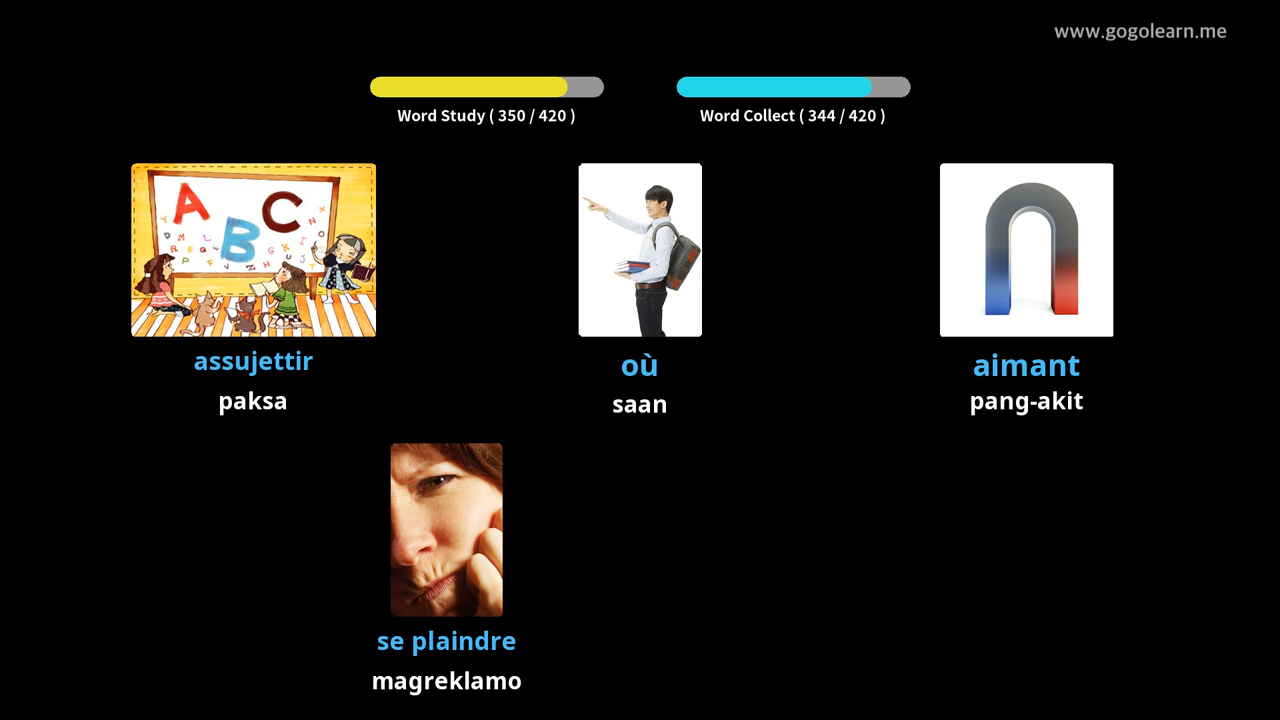 www.gogolearn.me
Word Study ( 350 / 420 )
Word Collect ( 344 / 420 )
A B C
assujettir
paksa
où
saan
aimant
pang-akit
se plaindre
magreklamo